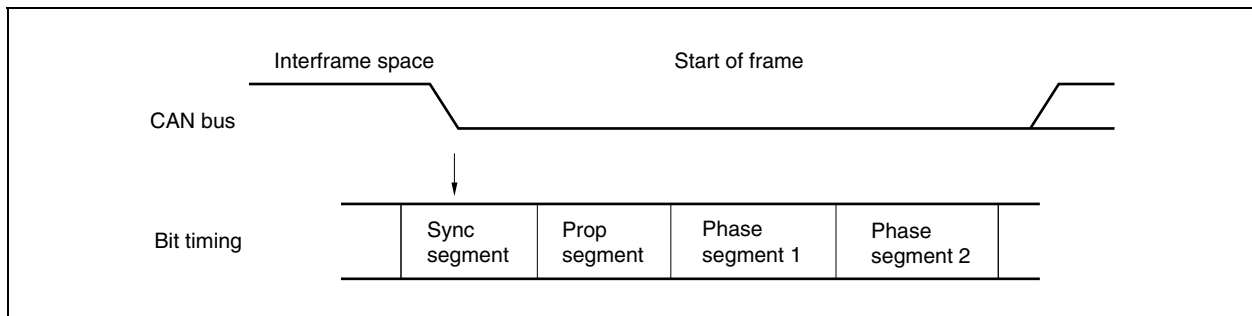 Interframe space
Start of frame
CAN bus
Bit timing
Sync
segment
Prop
segment
Phase
segment 1
Phase
segment 2